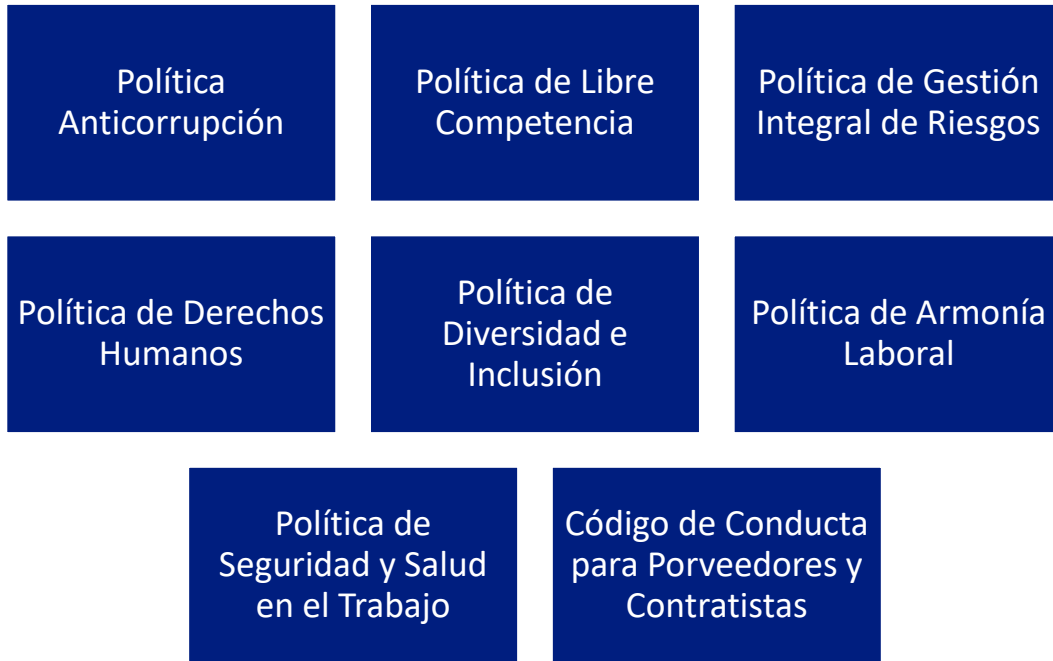 Política
Anticorrupción
Política de Libre
Competencia
Política de Gestión
Integral de Riesgos
Política de Derechos
Humanos
Política de
Diversidad e
Inclusión
Política de Armonía
Laboral
Política de
Seguridad y Salud
en el Trabajo
Código de Conducta
para Porveedores y
Contratistas